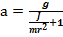 a = g / (J / mr² + 1)